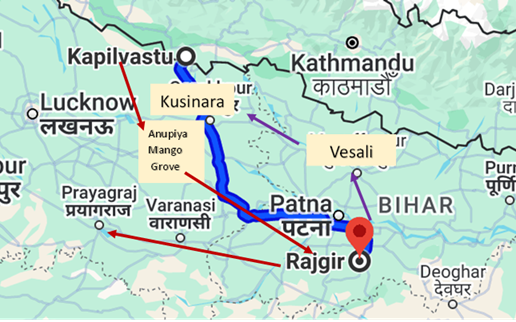 Kapilvastu
Kathmandu
काठमाडौँ
Lucknow
लखनऊ
Kusinara
Anupiya
Mango
Grove
Vesali
Prayagraj
प्रयागराज
Varanasi
वाराणसी
Patna
पटना
BIHAR
Rajgir
Deoghar
देवघर
Darj
Purn